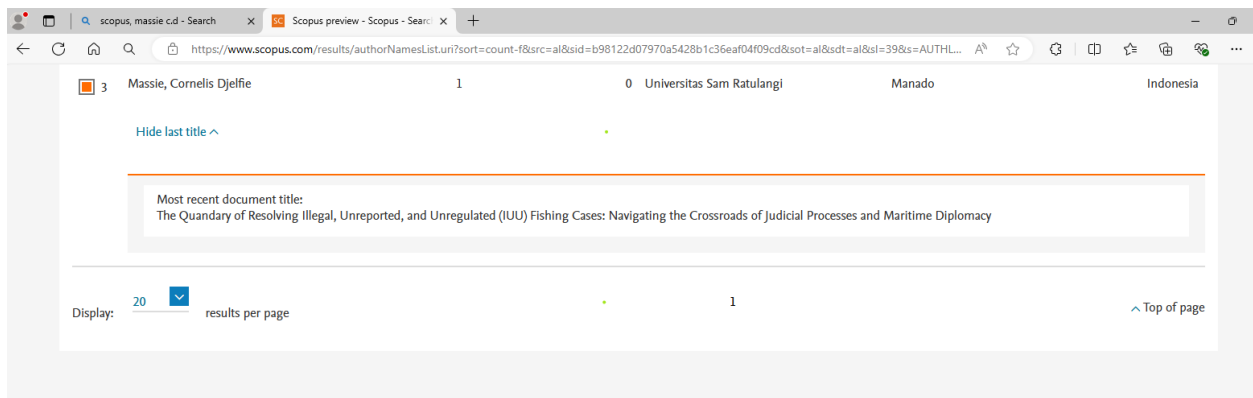 scopus, massie c.d - Search
SC Scopus preview - Scopus - Searc
https://www.scopus.com/results/authorNamesList.uri?sort=count-f&src=al&sid=b98122d07970a5428b1c36eaf04f09cd&sot=al&sdt=al&sl=39&s=AUTHL...
3 Massie, Cornelis Djelfie 1 0 Universitas Sam Ratulangi Manado Indonesia
Hide last title
Most recent document title:
The Quandary of Resolving Illegal, Unreported, and Unregulated (IUU) Fishing Cases: Navigating the Crossroads of Judicial Processes and Maritime Diplomacy
Display: 20 results per page 1 Top of page